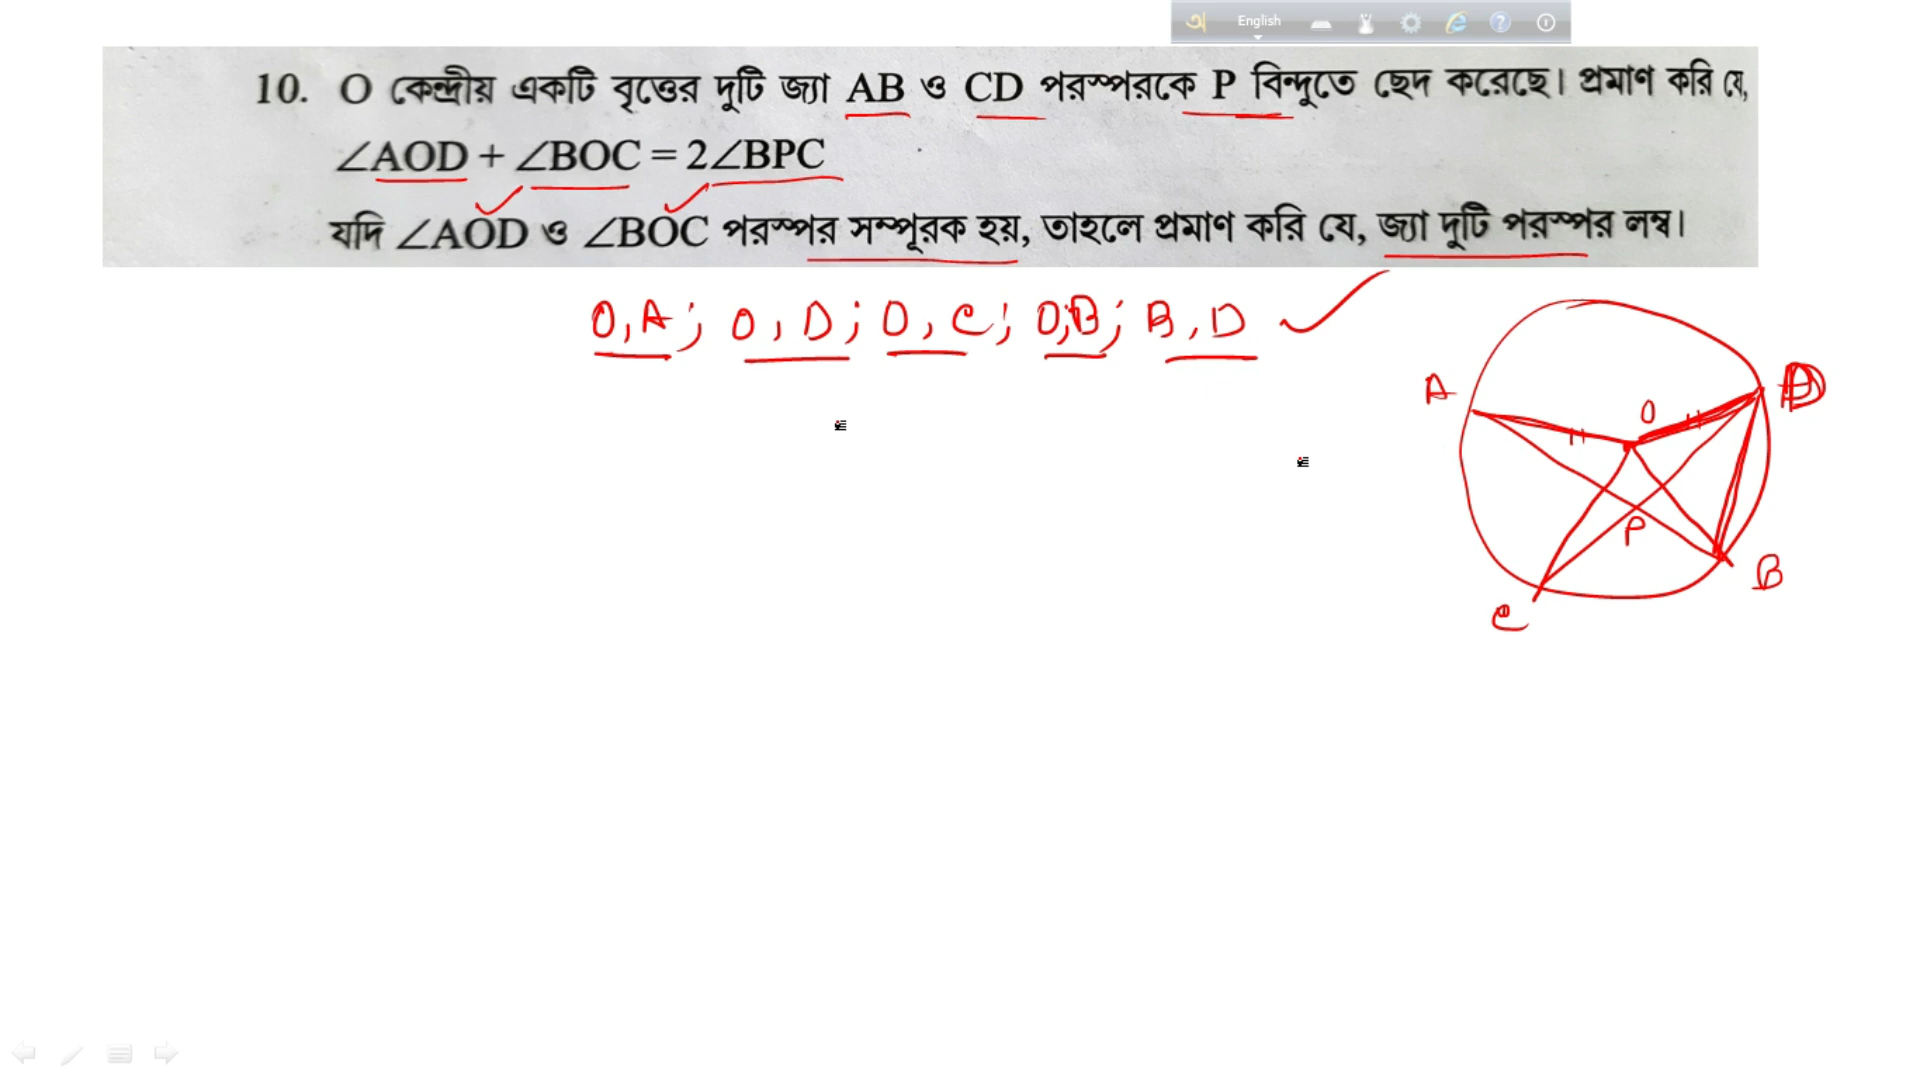 English
10. O কেন্দ্রীয় একটি বৃত্তের দুটি জ্যা AB ও CD পরস্পরকে P বিন্দুতে ছেদ করেছে। প্রমাণ করি যে,
∠AOD + ∠BOC = 2∠BPC
যদি ∠AOD ও ∠BOC পরস্পর সম্পূরক হয়, তাহলে প্রমাণ করি যে, জ্যা দুটি পরস্পর লম্ব।
O, A; O, D; O, C; O,B; B, D
A
O
D
P
B
C